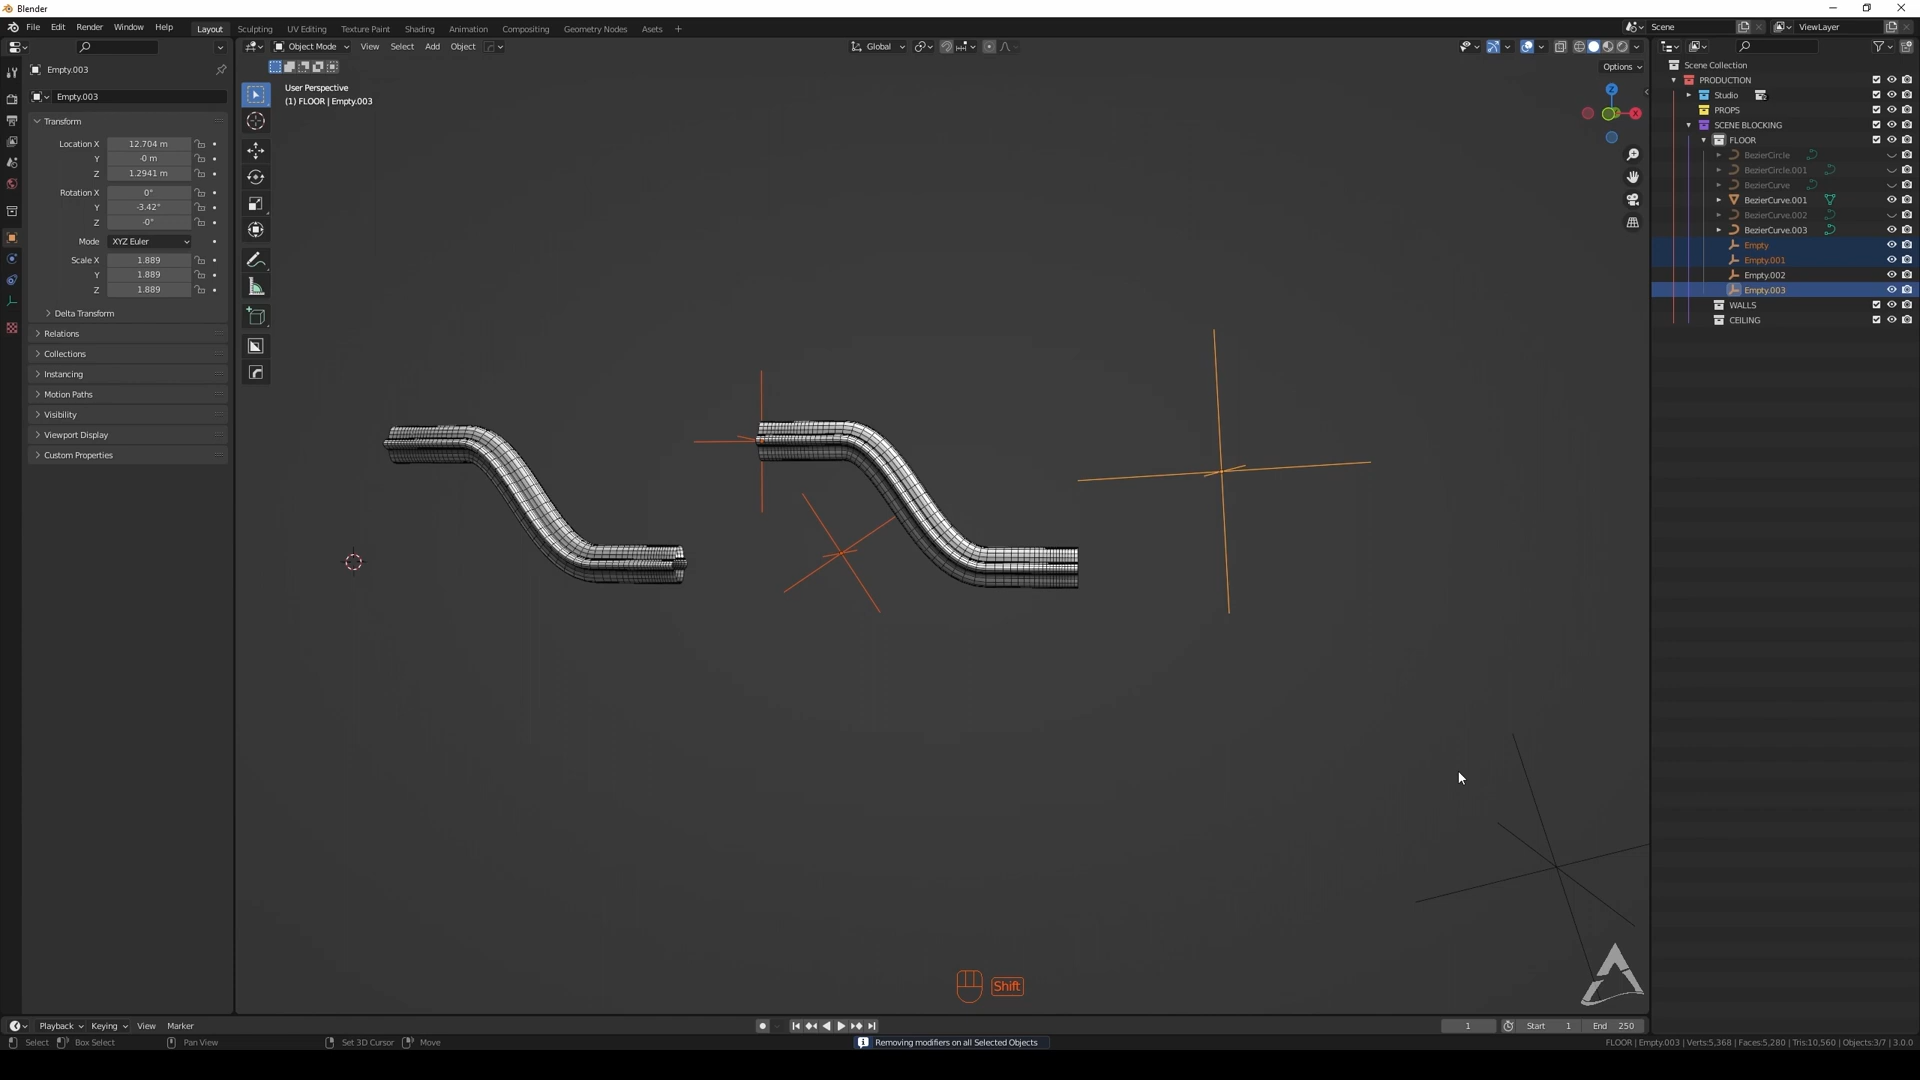 Blender
File Edit Render Window Help Layout Sculpting UV Editing Texture Paint Shading Animation Compositing Geometry Nodes Assets + Scene ViewLayer
Object Mode View Select Add Object Global
Options
Empty.003
Empty.003
Transform
Location X 12.704 m
Y -0 m
Z 1.2941 m
Rotation X 0°
Y -3.42°
Z -0°
Mode XYZ Euler
Scale X 1.889
Y 1.889
Z 1.889
Delta Transform
Relations
Collections
Instancing
Motion Paths
Visibility
Viewport Display
Custom Properties
User Perspective
(1) FLOOR | Empty.003
Z
X
Scene Collection
PRODUCTION
Studio
PROPS
SCENE BLOCKING
FLOOR
BezierCircle
BezierCircle.001
BezierCurve
BezierCurve.001
BezierCurve.002
BezierCurve.003
Empty
Empty.001
Empty.002
Empty.003
WALLS
CEILING
Shift
Playback Keying View Marker 1 Start 1 End 250
Select Box Select Pan View Set 3D Cursor Move Removing modifiers on all Selected Objects FLOOR | Empty.003 | Verts:5,368 | Faces:5,280 | Tris:10,560 | Objects:3/7 | 3.0.0